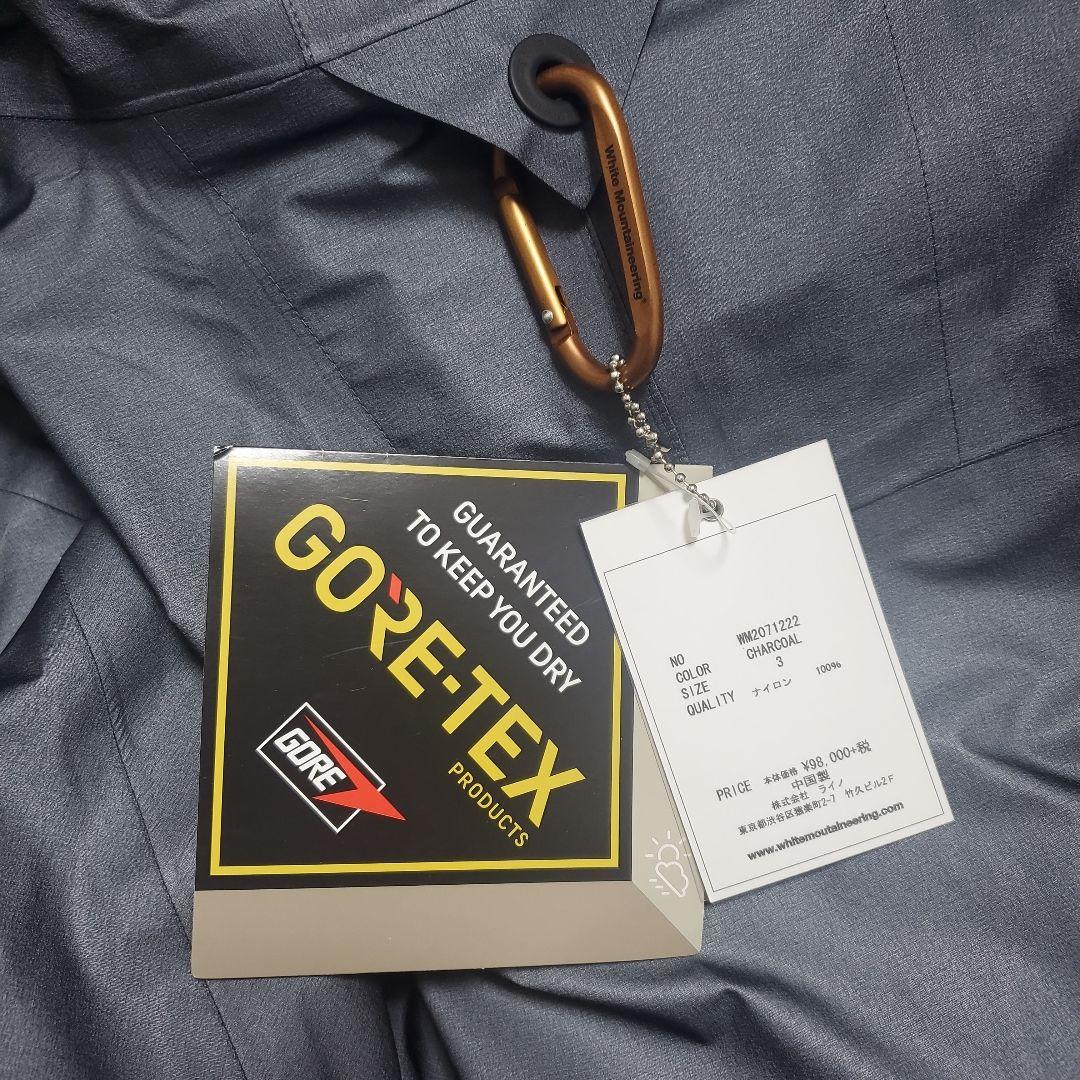 White Mountaineering®
GUARANTEED
TO KEEP YOU DRY
GORE-TEX
PRODUCTS
GORE
NO WM2071222
COLOR CHARCOAL
SIZE 3
QUALITY ナイロン 100%
PRICE 本体価格 ¥98,000+税
中国製
株式会社 ライノ
東京都渋谷区猿楽町2-7 竹久ビル2F
www.whitemoutaineering.com